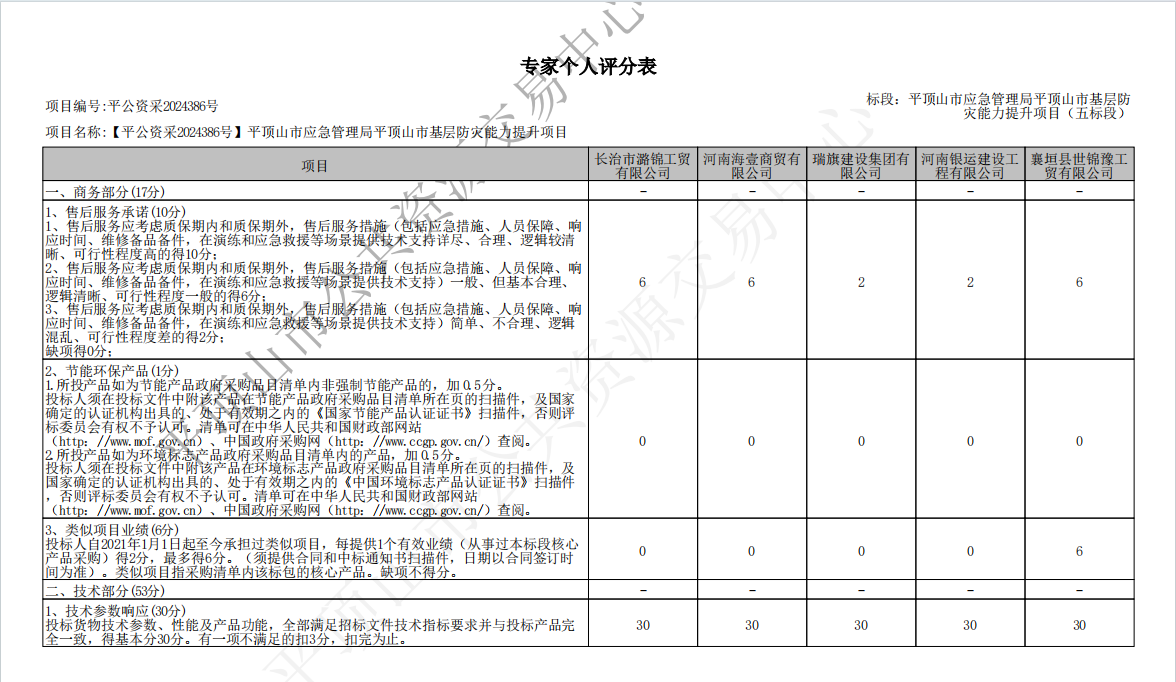 专家个人评分表
项目编号:平公资采2024386号
标段: 平顶山市应急管理局平顶山市基层防
灾能力提升项目（五标段）
项目名称:【平公资采2024386号】平顶山市应急管理局平顶山市基层防灾能力提升项目
项目
长治市潞锦工贸
有限公司
河南海壹商贸有
限公司
瑞旗建设集团有
限公司
河南银运建设工
程有限公司
襄垣县世锦豫工
贸有限公司
一、商务部分(17分)
– – – – –
1、售后服务承诺(10分)
1、售后服务应考虑质保期内和质保期外，售后服务措施（包括应急措施、人员保障、响
应时间、维修备品备件，在演练和应急救援等场景提供技术支持详尽、合理、逻辑较清
晰、可行性程度高的得10分；
2、售后服务应考虑质保期内和质保期外，售后服务措施（包括应急措施、人员保障、响
应时间、维修备品备件，在演练和应急救援等场景提供技术支持）一般、但基本合理、
逻辑清晰、可行性程度一般的得6分；
3、售后服务应考虑质保期内和质保期外，售后服务措施（包括应急措施、人员保障、响
应时间、维修备品备件，在演练和应急救援等场景提供技术支持）简单、不合理、逻辑
混乱、可行性程度差的得2分；
缺项得0分；
6 6 2 2 6
2、节能环保产品(1分)
1.所投产品如为节能产品政府采购品目清单内非强制节能产品的，加0.5分。
投标人须在投标文件中附该产品在节能产品政府采购品目清单所在页的扫描件，及国家
确定的认证机构出具的、处于有效期之内的《国家节能产品认证证书》扫描件，否则评
标委员会有权不予认可。清单可在中华人民共和国财政部网站
（http：//www.mof.gov.cn）、中国政府采购网（http：//www.ccgp.gov.cn/）查阅。
2.所投产品如为环境标志产品政府采购品目清单内的产品，加0.5分。
投标人须在投标文件中附该产品在环境标志产品政府采购品目清单所在页的扫描件，及
国家确定的认证机构出具的、处于有效期之内的《中国环境标志产品认证证书》扫描件
，否则评标委员会有权不予认可。清单可在中华人民共和国财政部网站
（http：//www.mof.gov.cn）、中国政府采购网（http：//www.ccgp.gov.cn/）查阅。
0 0 0 0 0
3、类似项目业绩(6分)
投标人自2021年1月1日起至今承担过类似项目，每提供1个有效业绩（从事过本标段核心
产品采购）得2分，最多得6分。（须提供合同和中标通知书扫描件，日期以合同签订时
间为准）。类似项目指采购清单内该标包的核心产品。缺项不得分。
0 0 0 0 6
二、技术部分(53分)
– – – – –
1、技术参数响应(30分)
投标货物技术参数、性能及产品功能，全部满足招标文件技术指标要求并与投标产品完
全一致，得基本分30分。有一项不满足的扣3分，扣完为止。
30 30 30 30 30
平顶山市公共资源交易中心
平顶山市公共资源交易中心